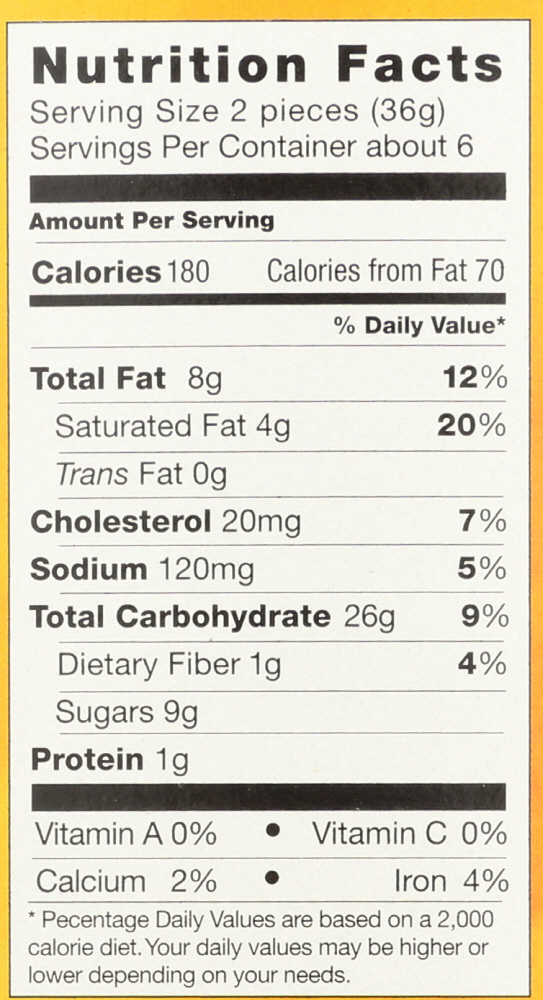 Nutrition Facts
Serving Size 2 pieces (36g)
Servings Per Container about 6
Amount Per Serving
Calories 180 Calories from Fat 70
% Daily Value*
Total Fat 8g 12%
Saturated Fat 4g 20%
Trans Fat 0g
Cholesterol 20mg 7%
Sodium 120mg 5%
Total Carbohydrate 26g 9%
Dietary Fiber 1g 4%
Sugars 9g
Protein 1g
Vitamin A 0% • Vitamin C 0%
Calcium 2% • Iron 4%
* Pecentage Daily Values are based on a 2,000
calorie diet. Your daily values may be higher or
lower depending on your needs.